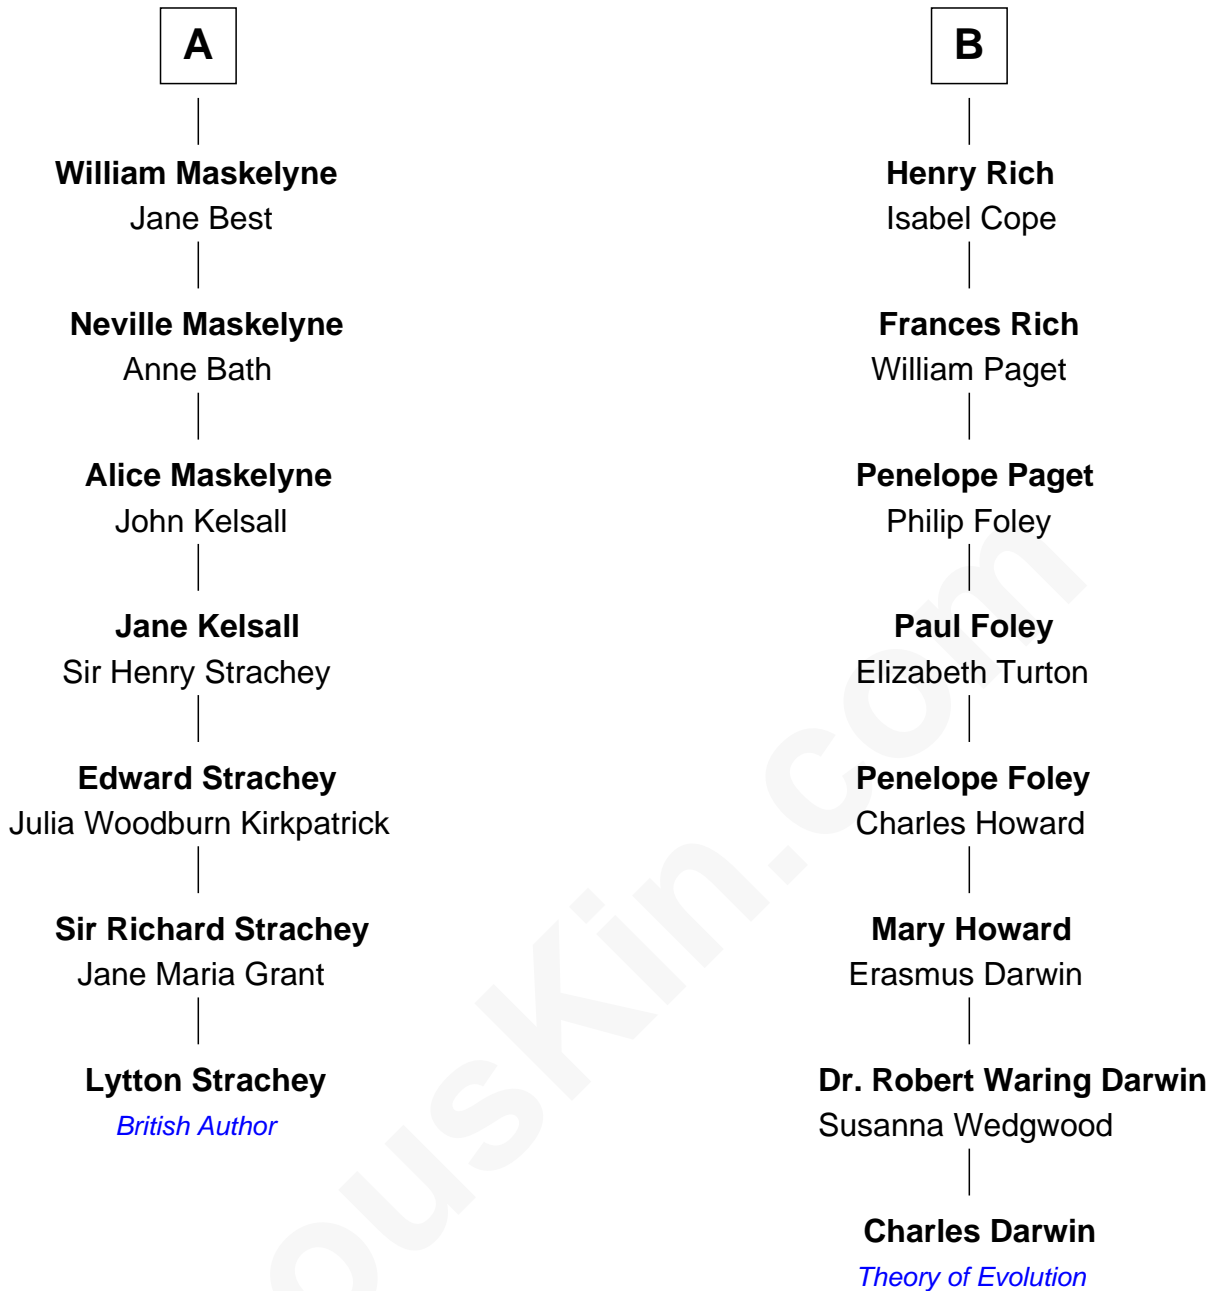 A
William Maskelyne
Jane Best
Neville Maskelyne
Anne Bath
Alice Maskelyne
John Kelsall
Jane Kelsall
Sir Henry Strachey
Edward Strachey
Julia Woodburn Kirkpatrick
Sir Richard Strachey
Jane Maria Grant
Lytton Strachey
British Author
B
Henry Rich
Isabel Cope
Frances Rich
William Paget
Penelope Paget
Philip Foley
Paul Foley
Elizabeth Turton
Penelope Foley
Charles Howard
Mary Howard
Erasmus Darwin
Dr. Robert Waring Darwin
Susanna Wedgwood
Charles Darwin
Theory of Evolution
ousKin.com